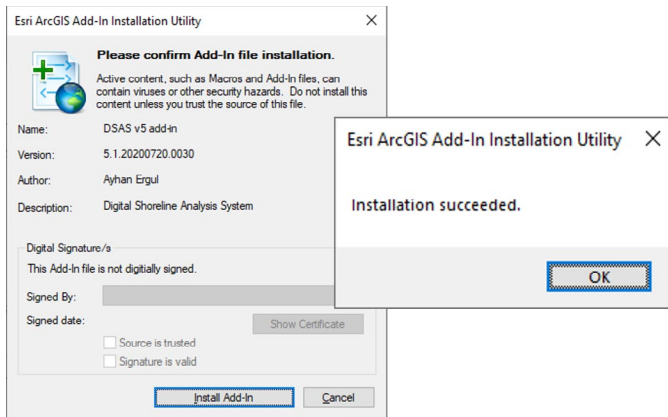 Esri ArcGIS Add-In Installation Utility
Please confirm Add-In file installation.
Active content, such as Macros and Add-In files, can
contain viruses or other security hazards. Do not install this
content unless you trust the source of this file.
Name: DSAS v5 add-in
Version: 5.1.20200720.0030
Author: Ayhan Ergul
Description: Digital Shoreline Analysis System
Digital Signature/s
This Add-In file is not digitially signed.
Signed By:
Signed date:
Show Certificate
Source is trusted
Signature is valid
Install Add-In Cancel
Esri ArcGIS Add-In Installation Utility
Installation succeeded.
OK